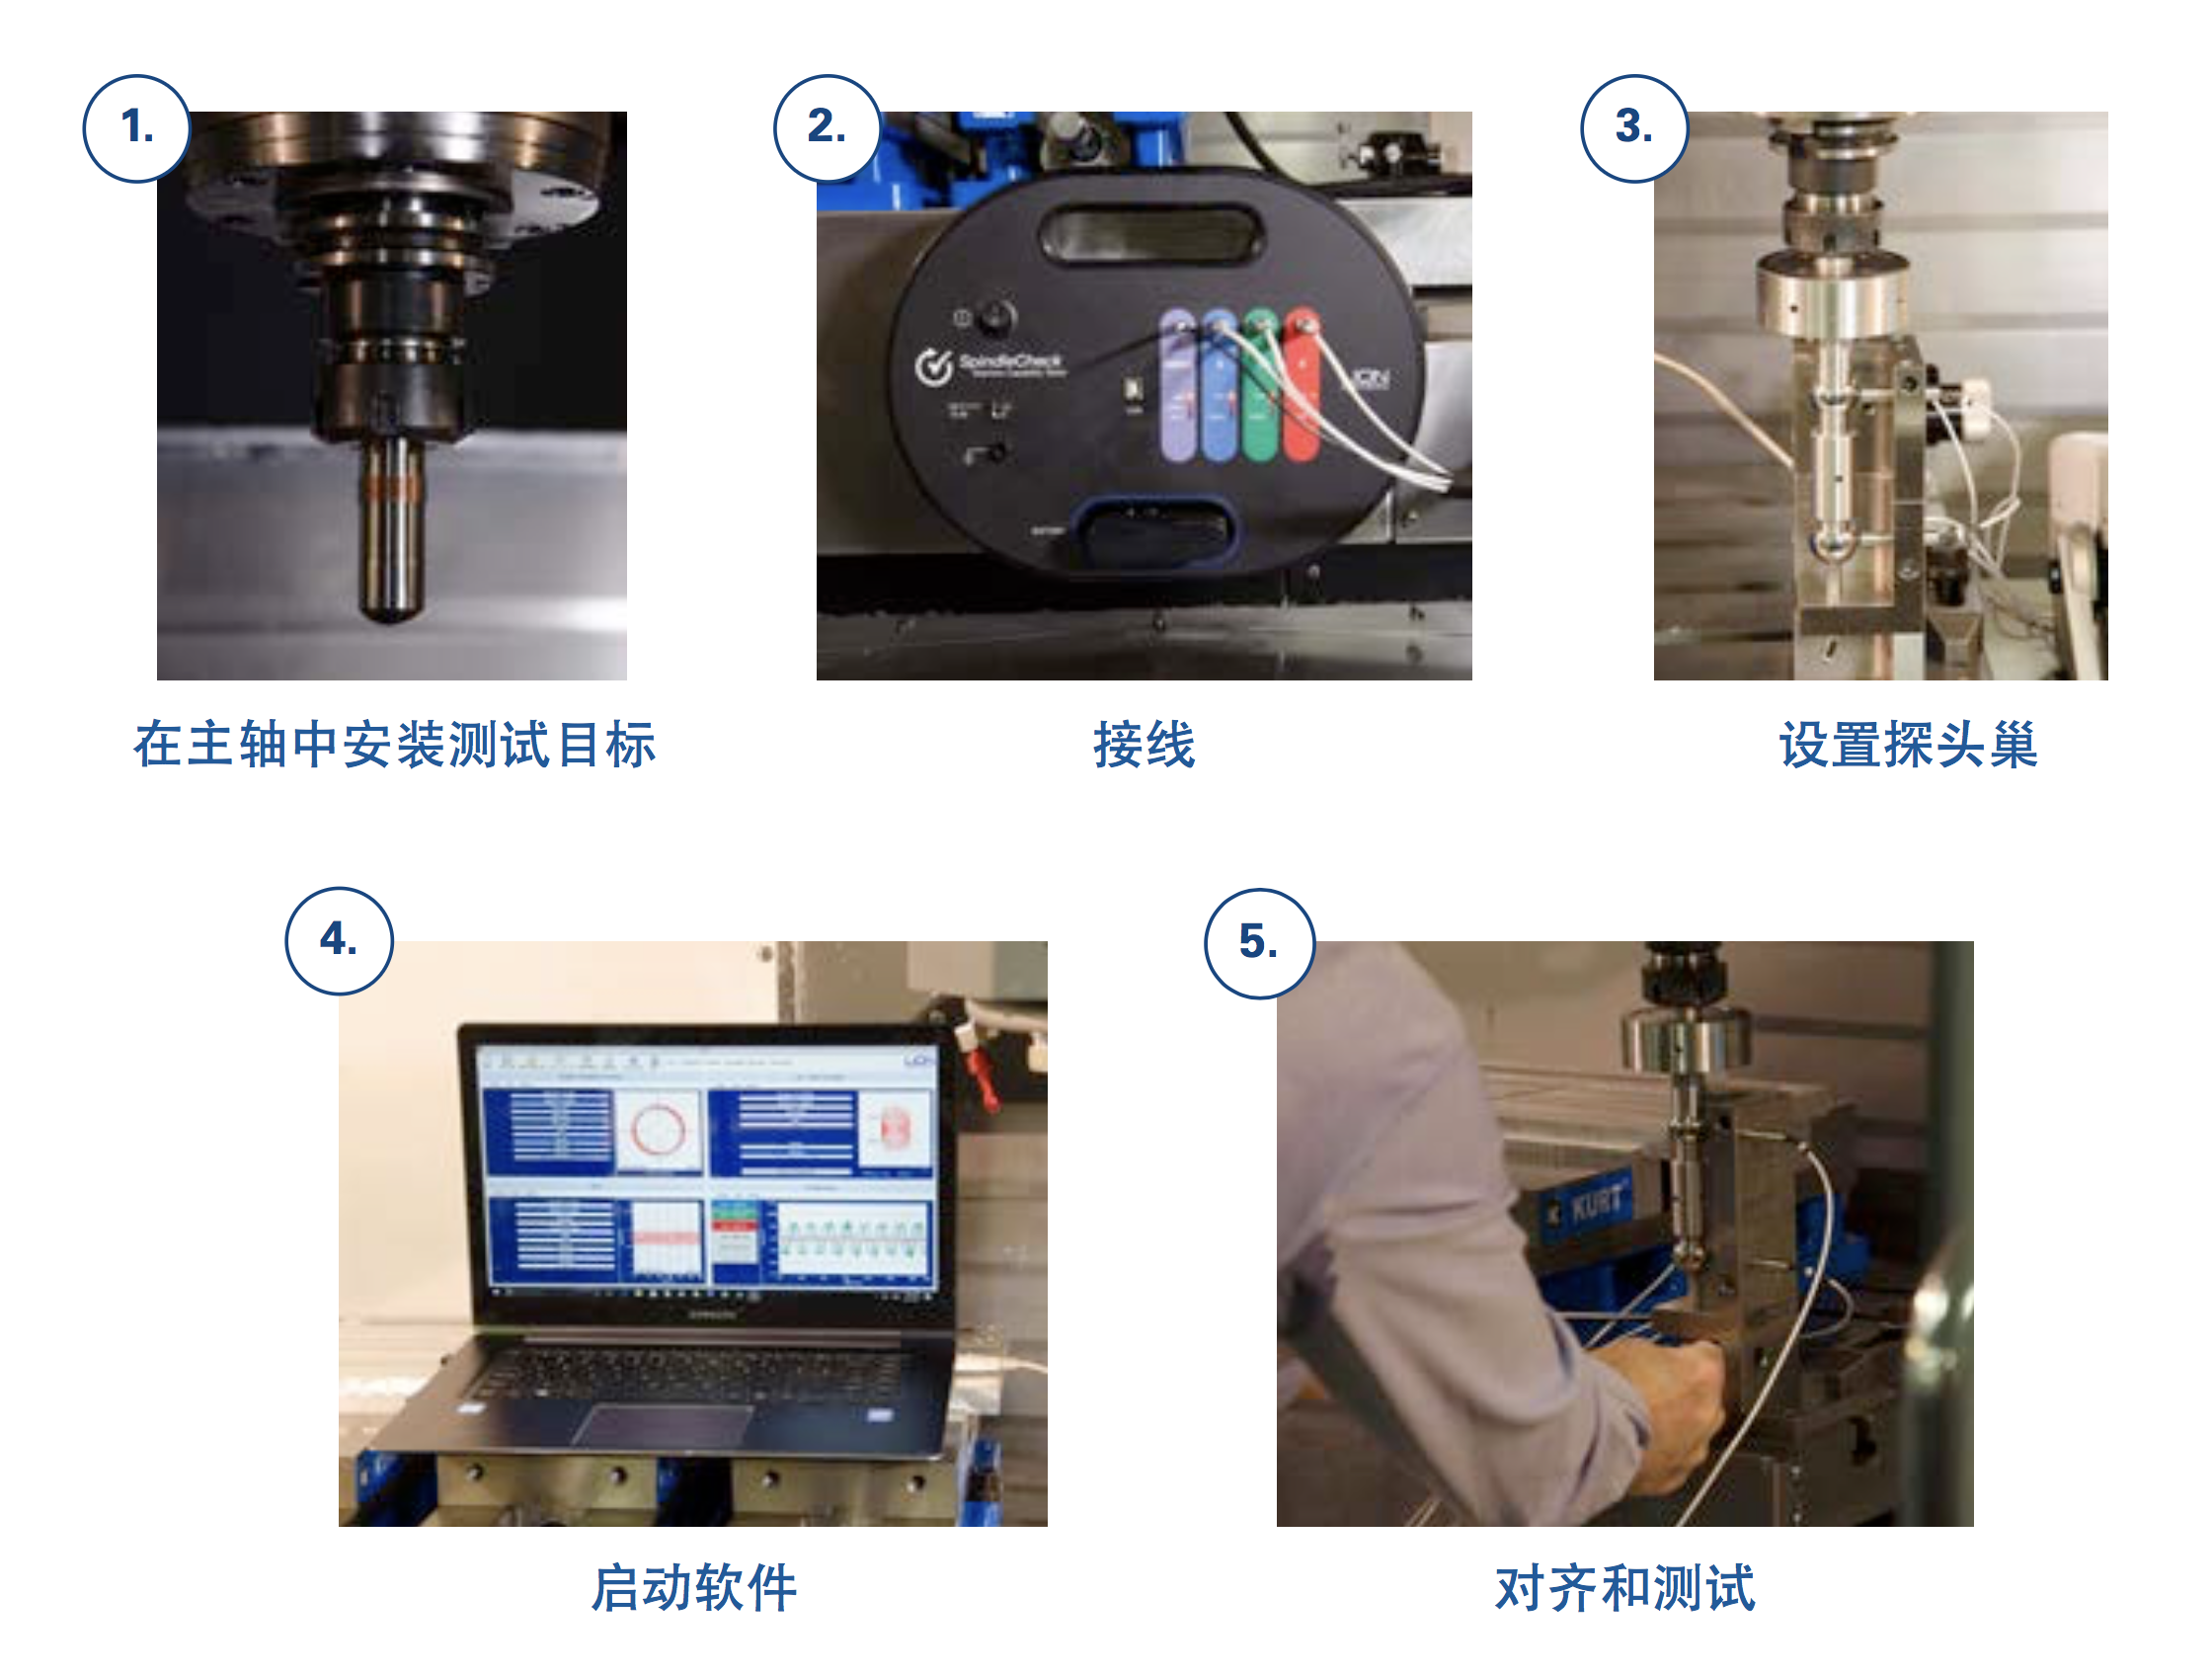 1.
2.
3.
SpindleCheck
LION
在主轴中安装测试目标
接线
设置探头巢
4.
5.
LION
KURT
启动软件
对齐和测试